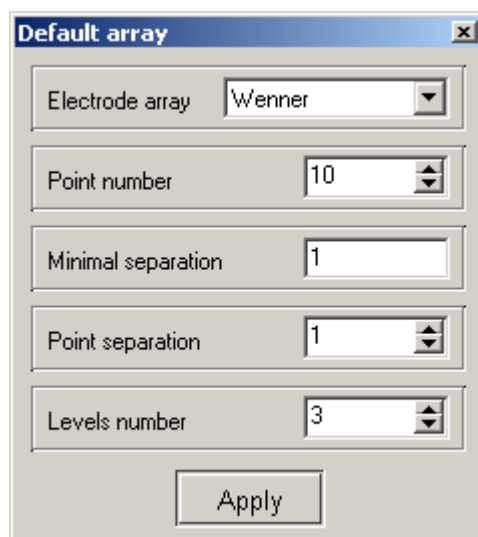 Default array
Electrode array Wenner
Point number 10
Minimal separation 1
Point separation 1
Levels number 3
Apply